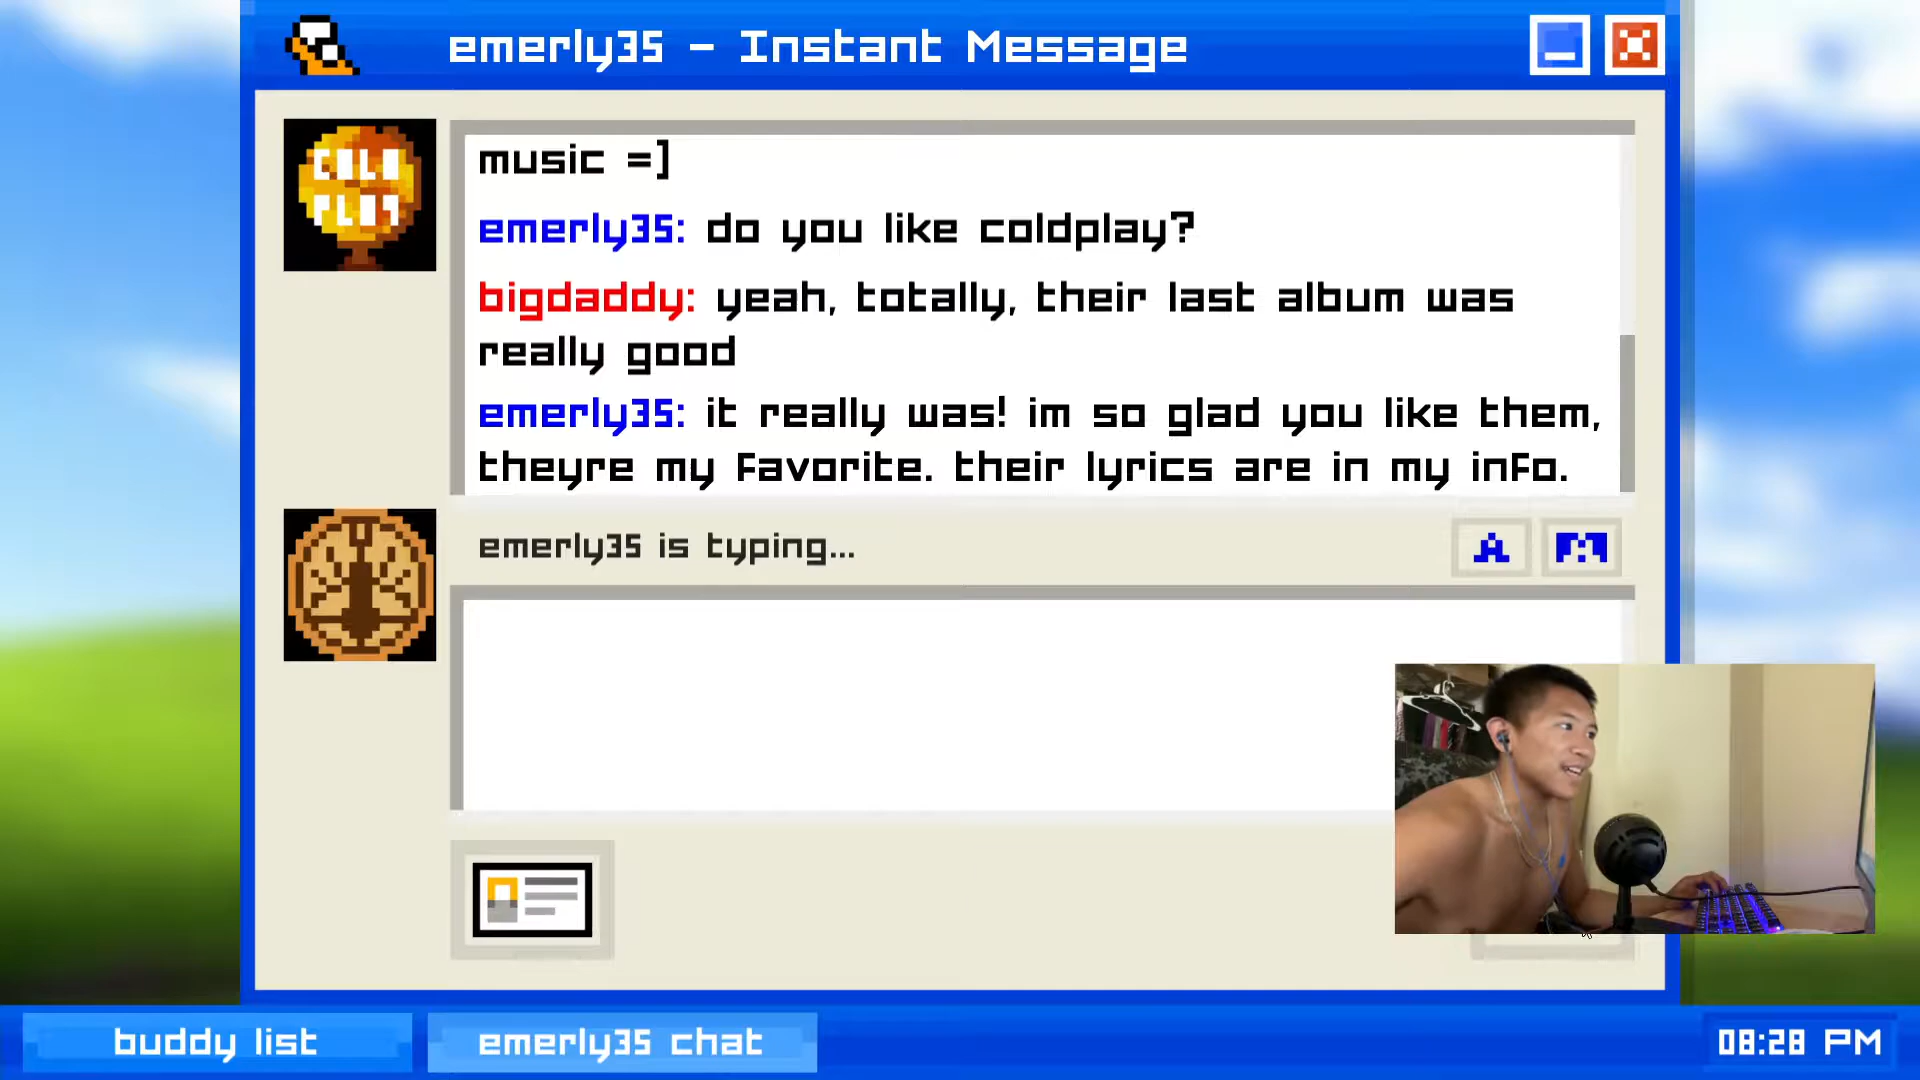 emerly35 - Instant Message
COLD
PLAY
music =]
emerly35: do you like coldplay?
bigdaddy: yeah, totally, their last album was
really good
emerly35: it really was! im so glad you like them,
theyre my favorite. their lyrics are in my info.
emerly35 is typing...
A
buddy list
emerly35 chat
08:28 PM